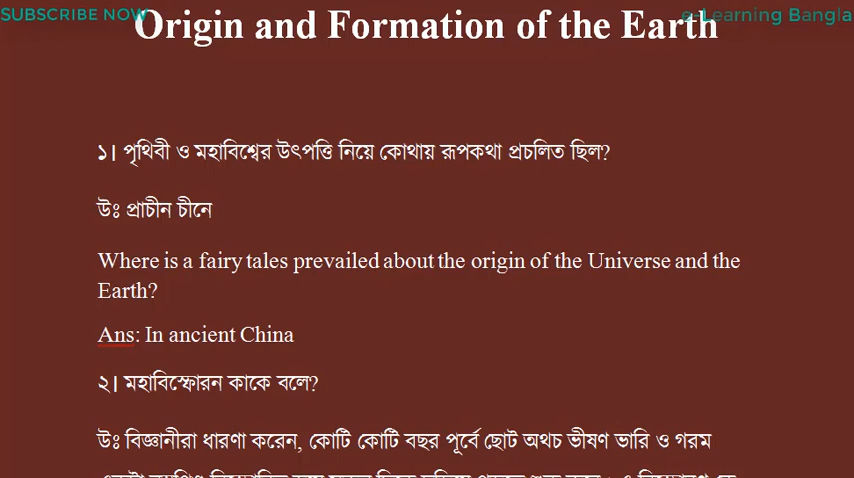 SUBSCRIBE NOW
e-Learning Bangla
Origin and Formation of the Earth
১। পৃথিবী ও মহাবিশ্বের উৎপত্তি নিয়ে কোথায় রূপকথা প্রচলিত ছিল?
উঃ প্রাচীন চীনে
Where is a fairy tales prevailed about the origin of the Universe and the
Earth?
Ans: In ancient China
২। মহাবিস্ফোরন কাকে বলে?
উঃ বিজ্ঞানীরা ধারণা করেন, কোটি কোটি বছর পূর্বে ছোট অথচ ভীষণ ভারি ও গরম